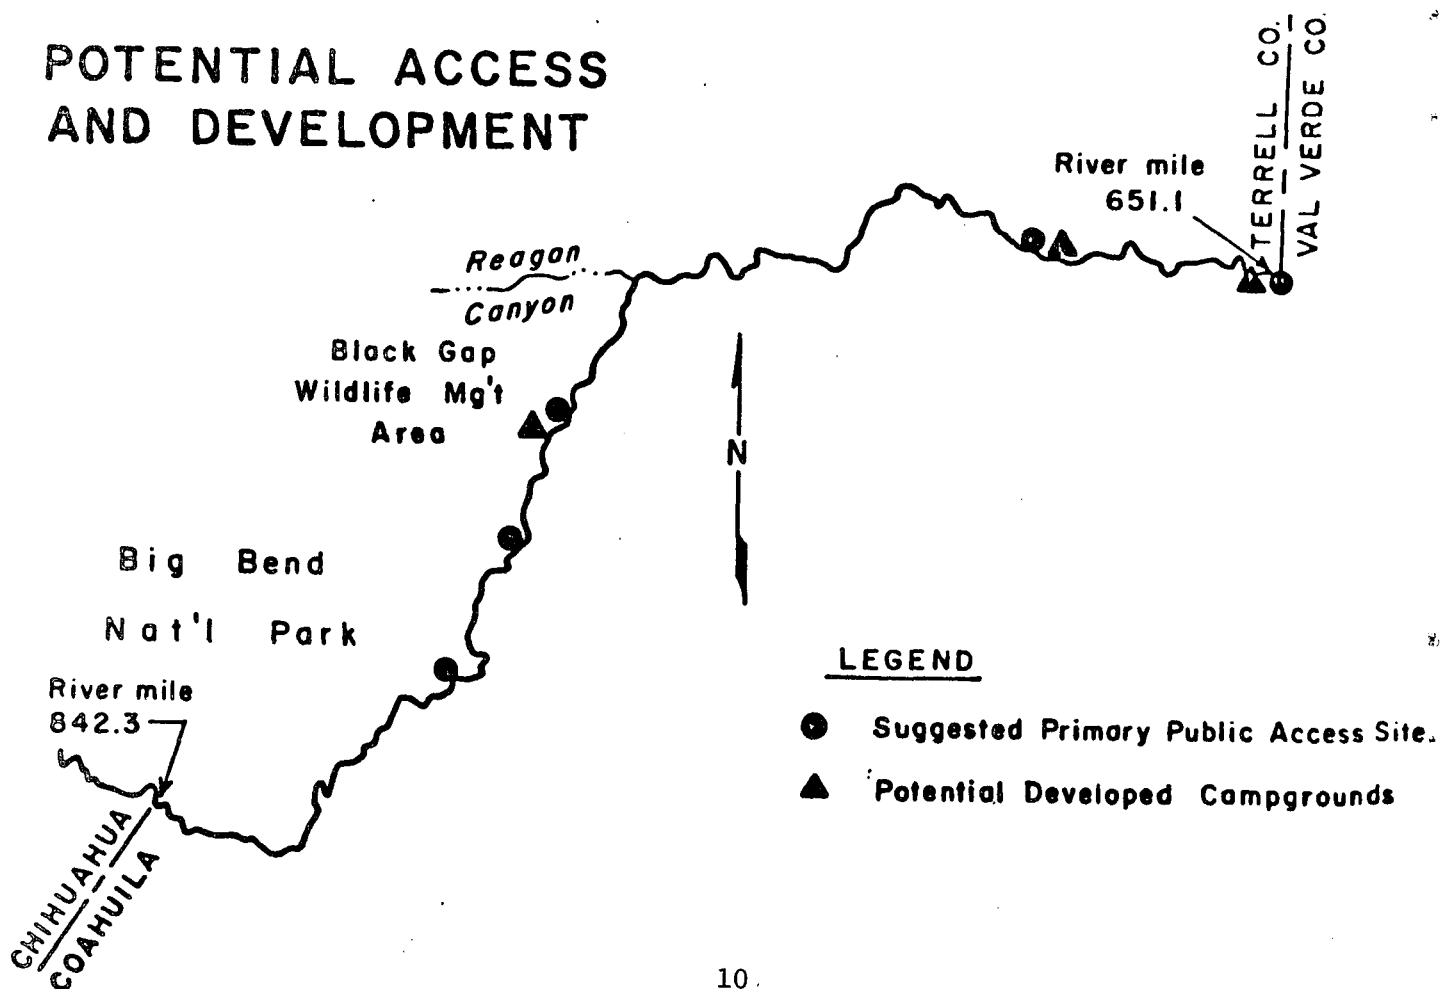 POTENTIAL ACCESS
AND DEVELOPMENT
TERRELL CO.
VAL VERDE CO.
River mile
651.1
Reagan
Canyon
Black Gap
Wildlife Mg't
Area
N
Big Bend
Nat'l Park
River mile
842.3
CHIHUAHUA
COAHUILA
LEGEND
Suggested Primary Public Access Site.
Potential Developed Campgrounds
10